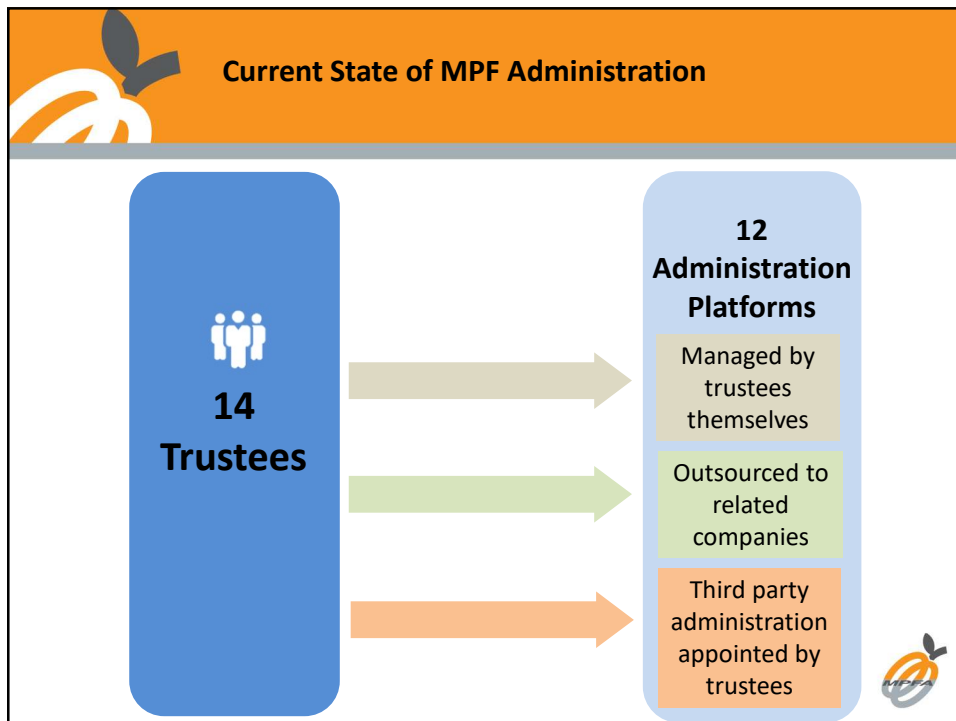 Current State of MPF Administration
14
Trustees
12
Administration
Platforms
Managed by
trustees
themselves
Outsourced to
related
companies
Third party
administration
appointed by
trustees
MPFA